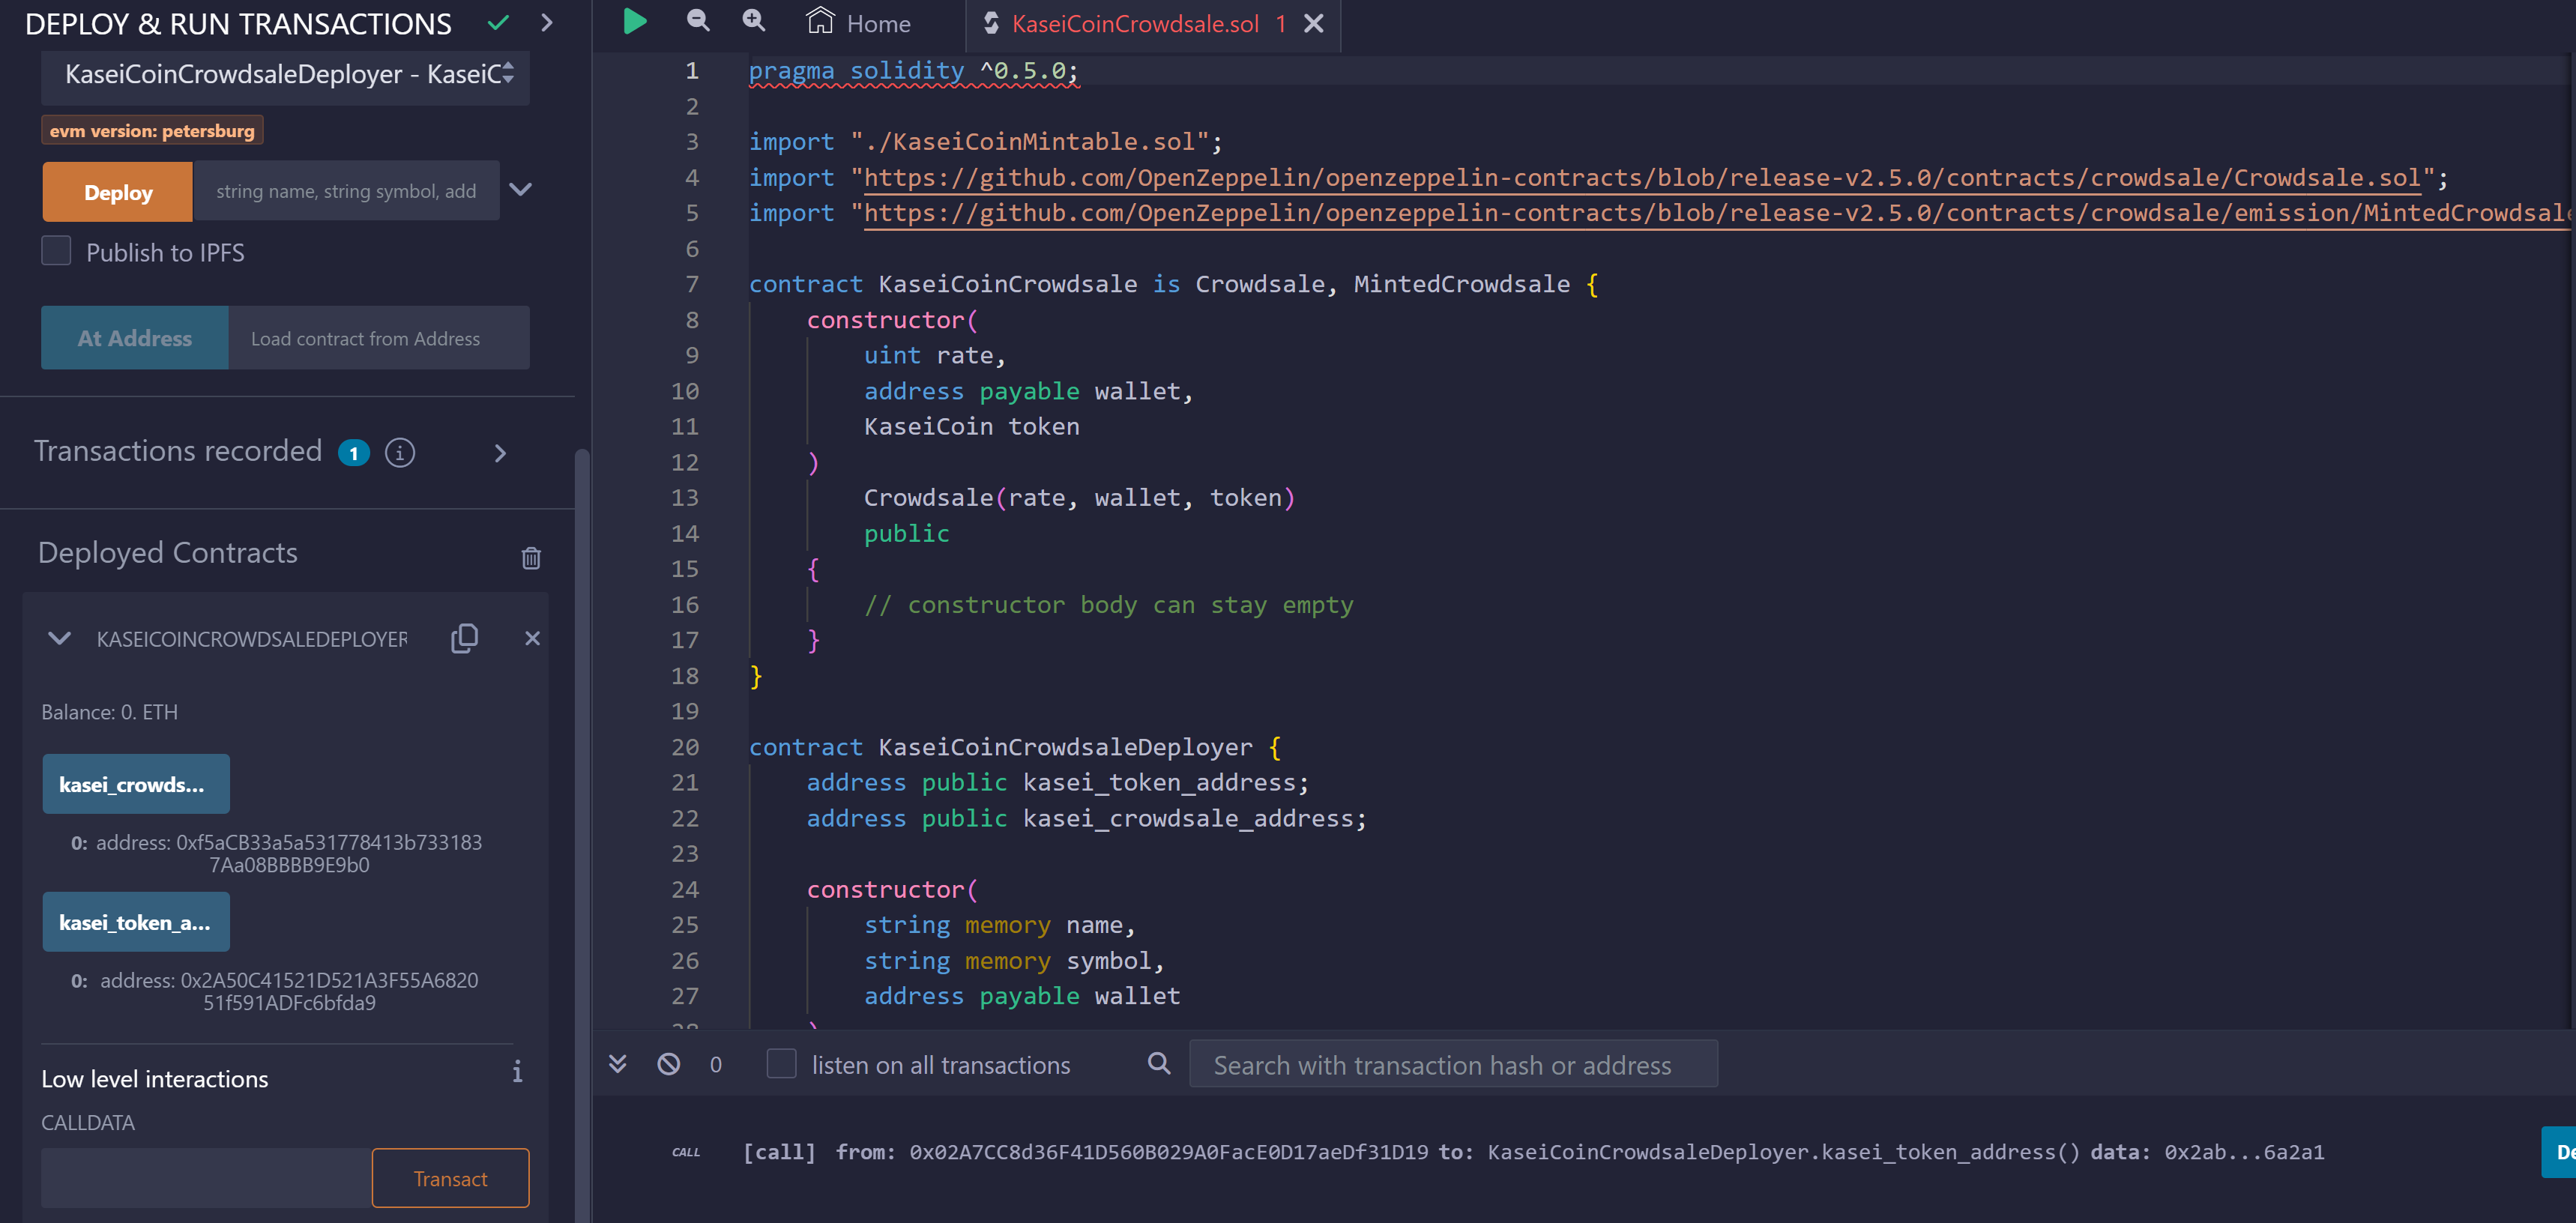 DEPLOY & RUN TRANSACTIONS
KaseiCoinCrowdsaleDeployer - KaseiC
evm version: petersburg
Deploy
string name, string symbol, add
Publish to IPFS
At Address
Load contract from Address
Transactions recorded 1 i
Deployed Contracts
KASEICOINCROWDSALEDEPLOYER
Balance: 0. ETH
kasei_crowds...
0: address: 0xf5aCB33a5a531778413b733183
7Aa08BBBB9E9b0
kasei_token_a...
0: address: 0x2A50C41521D521A3F55A6820
51f591ADFc6bfda9
Low level interactions
i
CALLDATA
Transact
Home
KaseiCoinCrowdsale.sol 1
1 pragma solidity ^0.5.0;
2
3 import "./KaseiCoinMintable.sol";
4 import "https://github.com/OpenZeppelin/openzeppelin-contracts/blob/release-v2.5.0/contracts/crowdsale/Crowdsale.sol";
5 import "https://github.com/OpenZeppelin/openzeppelin-contracts/blob/release-v2.5.0/contracts/crowdsale/emission/MintedCrowdsale
6
7 contract KaseiCoinCrowdsale is Crowdsale, MintedCrowdsale {
8 constructor(
9 uint rate,
10 address payable wallet,
11 KaseiCoin token
12 )
13 Crowdsale(rate, wallet, token)
14 public
15 {
16 // constructor body can stay empty
17 }
18 }
19
20 contract KaseiCoinCrowdsaleDeployer {
21 address public kasei_token_address;
22 address public kasei_crowdsale_address;
23
24 constructor(
25 string memory name,
26 string memory symbol,
27 address payable wallet
28 )
0
listen on all transactions
Search with transaction hash or address
CALL [call] from: 0x02A7CC8d36F41D560B029A0FacE0D17aeDf31D19 to: KaseiCoinCrowdsaleDeployer.kasei_token_address() data: 0x2ab...6a2a1
De